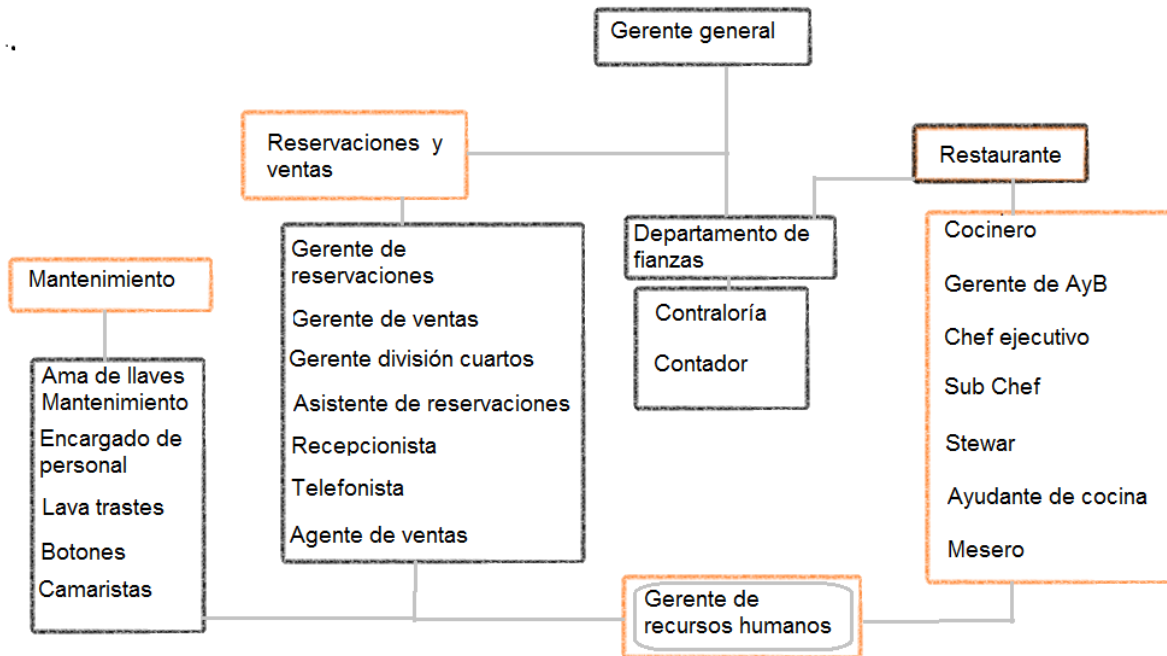 Gerente general
Reservaciones y
ventas
Restaurante
Mantenimiento
Ama de llaves
Mantenimiento
Encargado de
personal
Lava trastes
Botones
Camaristas
Gerente de
reservaciones
Gerente de ventas
Gerente división cuartos
Asistente de reservaciones
Recepcionista
Telefonista
Agente de ventas
Departamento de
fianzas
Contraloría
Contador
Cocinero
Gerente de AyB
Chef ejecutivo
Sub Chef
Stewar
Ayudante de cocina
Mesero
Gerente de
recursos humanos